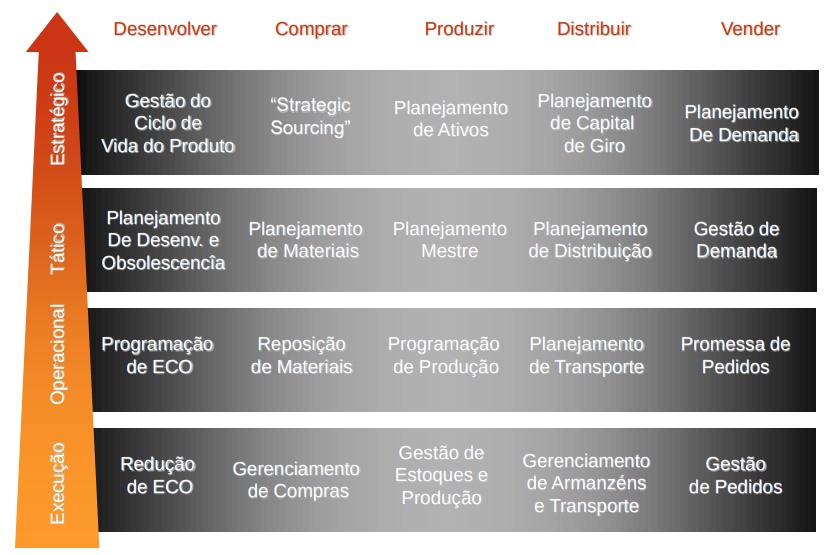 Desenvolver Comprar Produzir Distribuir Vender
Estratégico
Gestão do
Ciclo de
Vida do Produto
“Strategic
Sourcing”
Planejamento
de Ativos
Planejamento
de Capital
de Giro
Planejamento
De Demanda
Tático
Planejamento
De Desenv. e
Obsolescencîa
Planejamento
de Materiais
Planejamento
Mestre
Planejamento
de Distribuição
Gestão de
Demanda
Operacional
Programação
de ECO
Reposição
de Materiais
Programação
de Produção
Planejamento
de Transporte
Promessa de
Pedidos
Execução
Redução
de ECO
Gerenciamento
de Compras
Gestão de
Estoques e
Produção
Gerenciamento
de Armanzéns
e Transporte
Gestão
de Pedidos